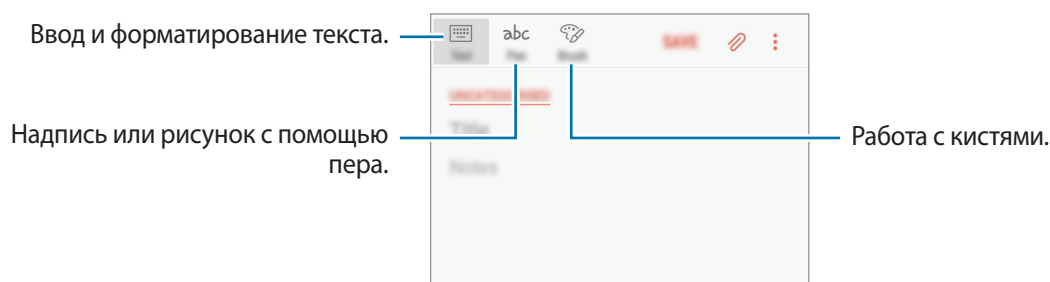 Ввод и форматирование текста.
abc
SAVE
UNCATEGORISED
Title
Надпись или рисунок с помощью
пера.
Работа с кистями.
Notes